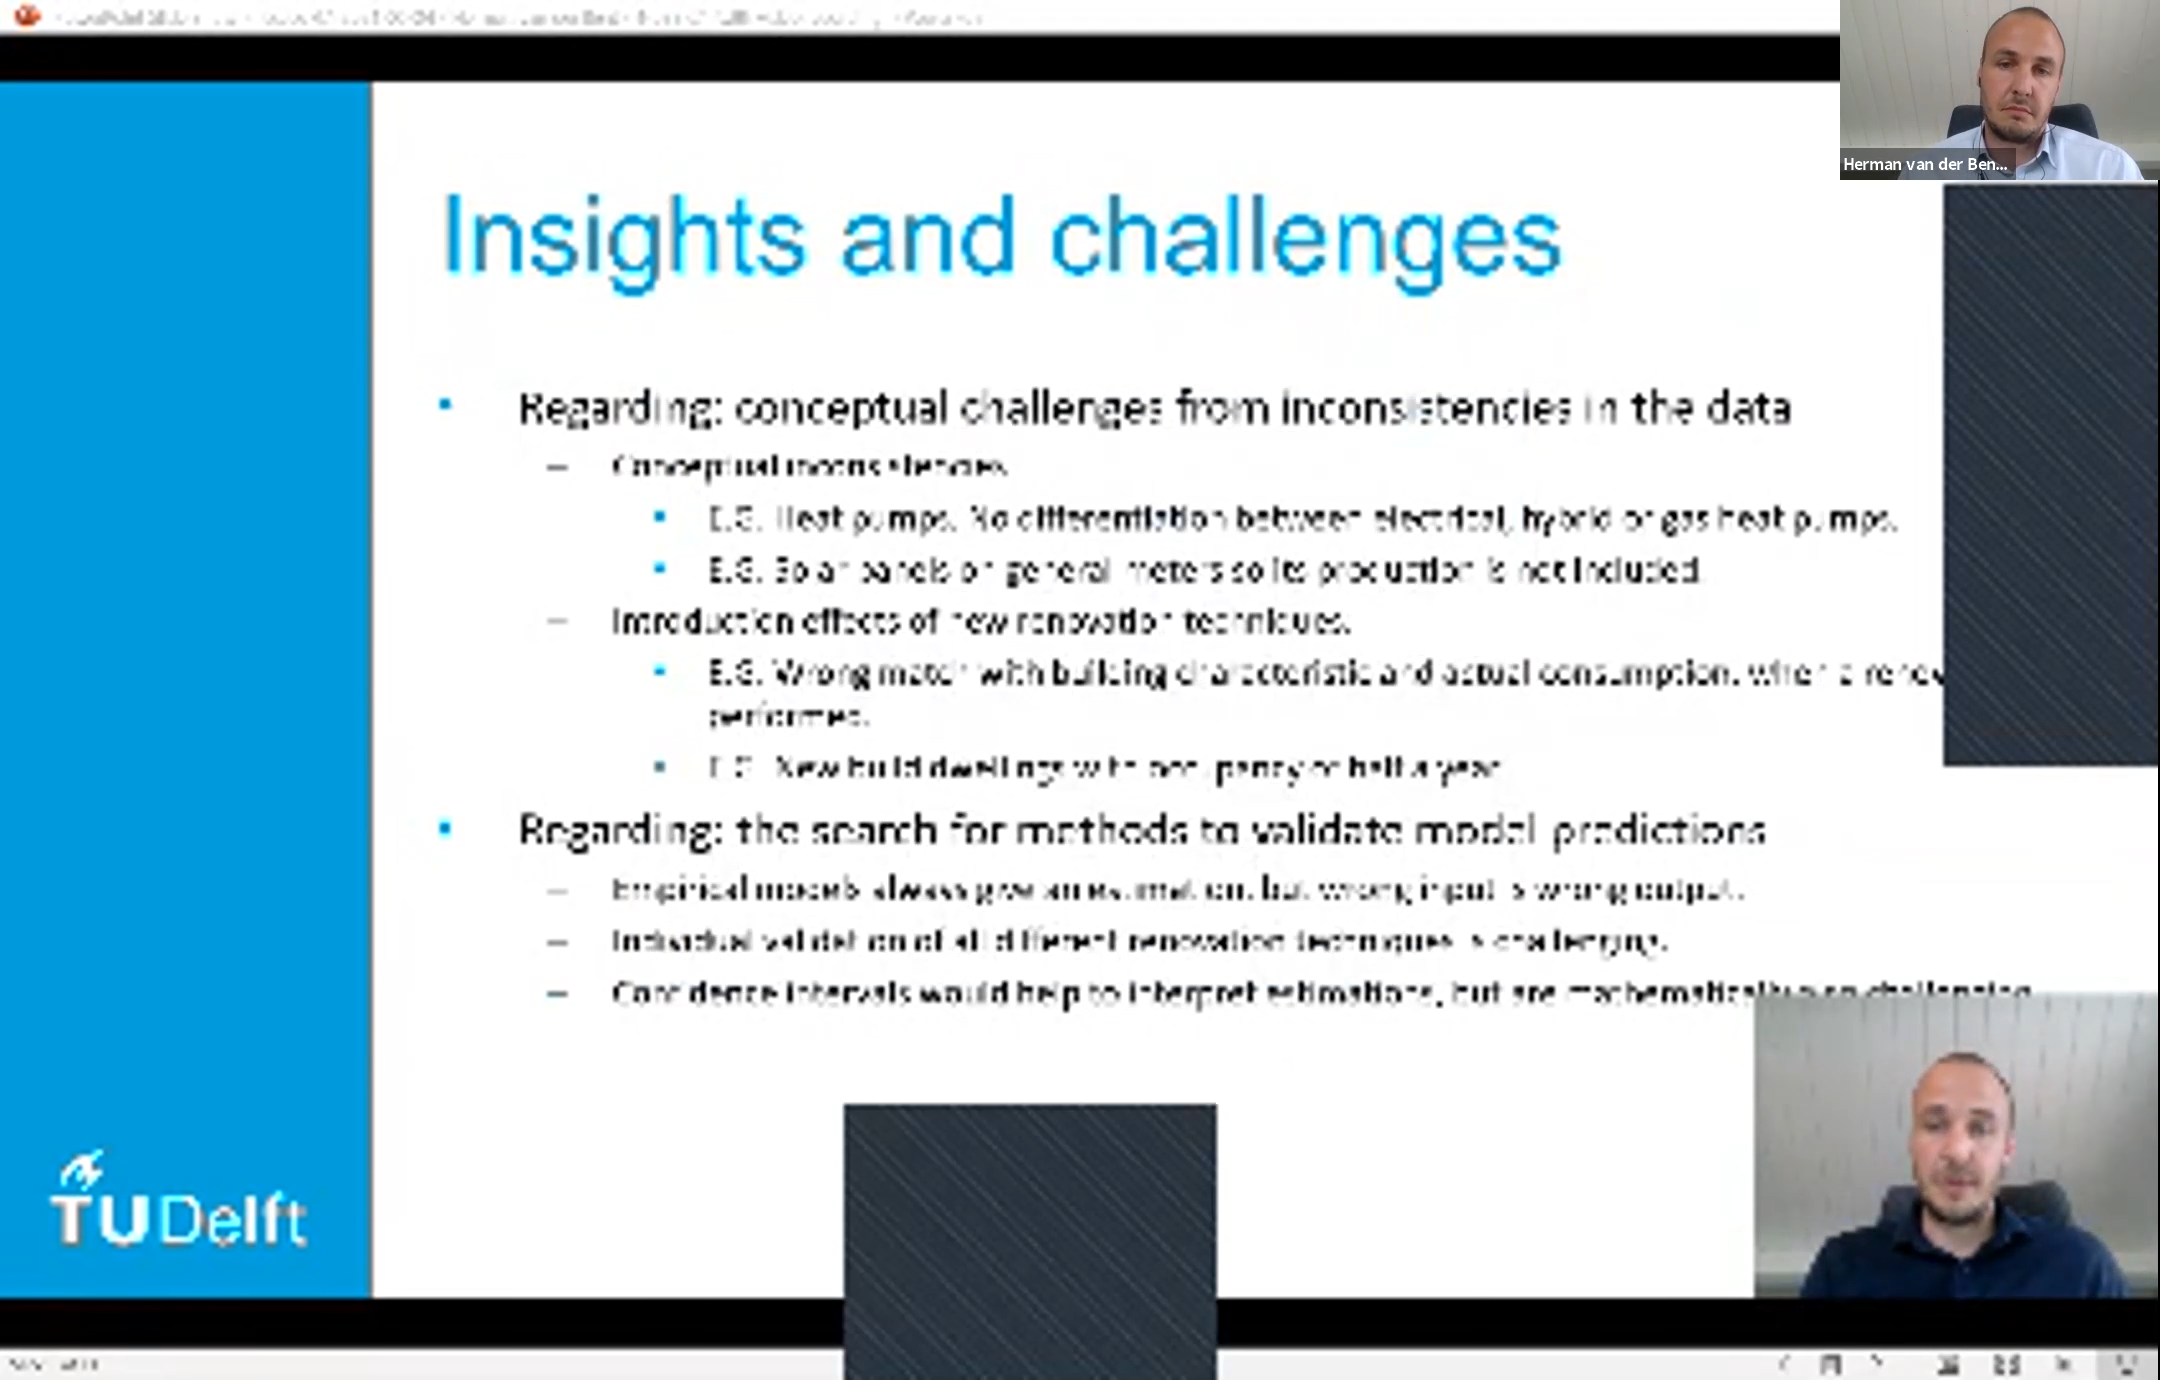 Herman van der Ben...
Insights and challenges
• Regarding: conceptual challenges from inconsistencies in the data
– Conceptual inconsistencies
• E.G. Heat pumps. No differentiation between electrical, hybrid or gas heat pumps.
• E.G. Solar panels on general meters so its production is not included.
– Introduction effects of new renovation techniques.
• E.G. Wrong match with building characteristic and actual consumption, when a renov
performed.
• E.G. New build dwellings with occupancy of half a year
• Regarding: the search for methods to validate model predictions
– Empirical models always give an estimation, but wrong input is wrong output.
– Individual validation of all different renovation techniques is challenging.
– Confidence intervals would help to interpret estimations, but are mathematically challenging
TU Delft